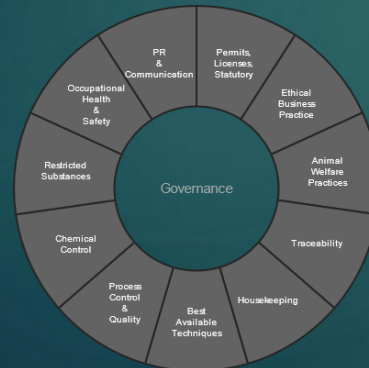 PR
&
Communication
Permits,
Licenses,
Statutory
Ethical
Business
Practice
Animal
Welfare
Practices
Traceability
Housekeeping
Best
Available
Techniques
Process
Control
&
Quality
Chemical
Control
Restricted
Substances
Occupational
Health
&
Safety
Governance